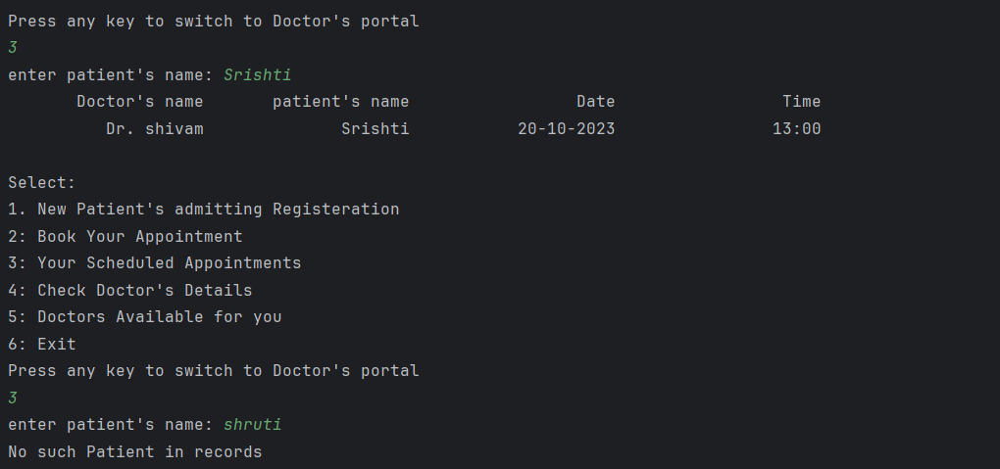 Press any key to switch to Doctor's portal
3
enter patient's name: Srishti
Doctor's name patient's name Date Time
Dr. shivam Srishti 20-10-2023 13:00
Select:
1. New Patient's admitting Registeration
2: Book Your Appointment
3: Your Scheduled Appointments
4: Check Doctor's Details
5: Doctors Available for you
6: Exit
Press any key to switch to Doctor's portal
3
enter patient's name: shruti
No such Patient in records